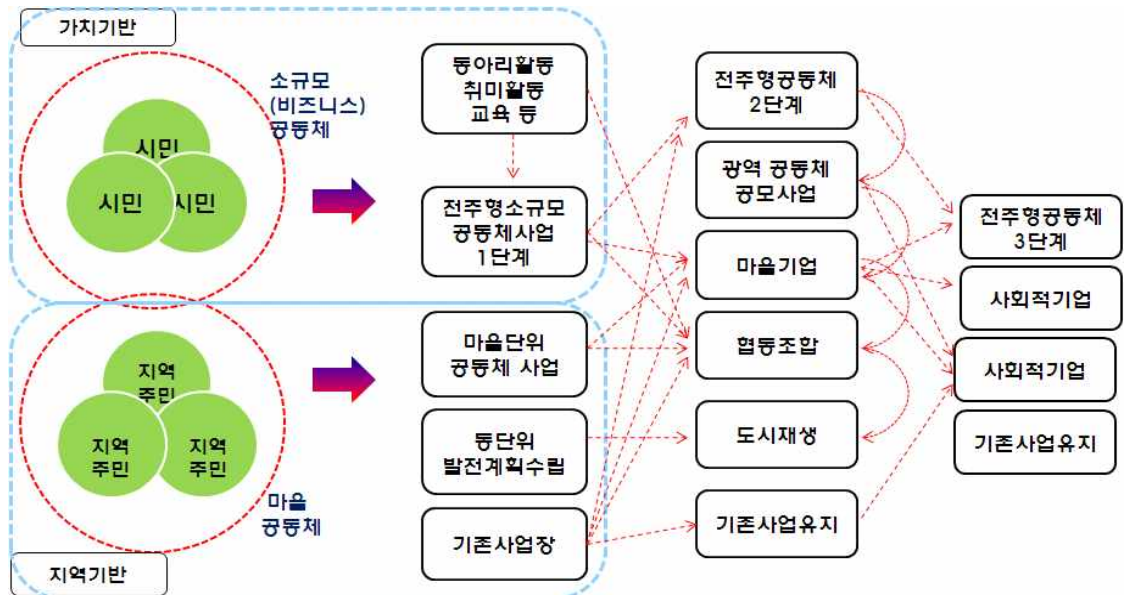 가치기반
소규모
(비즈니스)
공동체
시민
시민
시민
동아리활동
취미활동
교육 등
전주형소규모
공동체사업
1단계
지역
주민
지역
주민
지역
주민
마을
공동체
지역기반
마을단위
공동체 사업
동단위
발전계획수립
기존사업장
전주형공동체
2단계
광역 공동체
공모사업
마을기업
협동조합
도시재생
기존사업유지
전주형공동체
3단계
사회적기업
사회적기업
기존사업유지